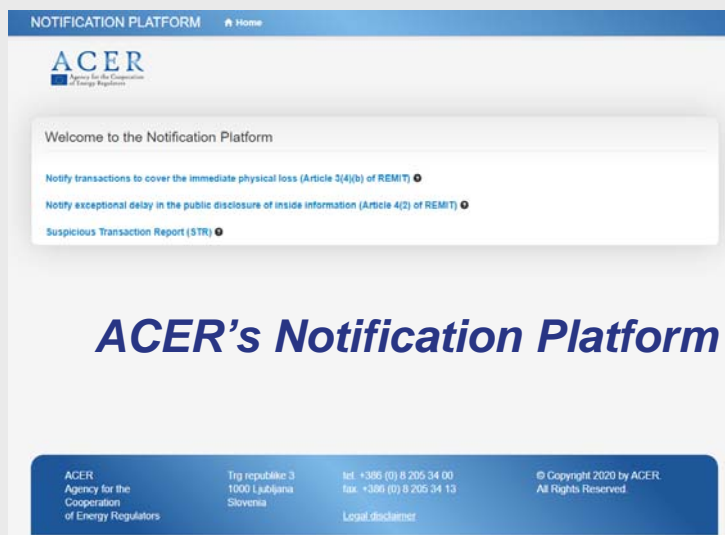 NOTIFICATION PLATFORM Home
ACER
Agency for the Cooperation
of Energy Regulators
Welcome to the Notification Platform
Notify transactions to cover the immediate physical loss (Article 3(4)(b) of REMIT) ?
Notify exceptional delay in the public disclosure of inside information (Article 4(2) of REMIT) ?
Suspicious Transaction Report (STR) ?
ACER’s Notification Platform
ACER
Agency for the
Cooperation
of Energy Regulators
Trg republike 3
1000 Ljubljana
Slovenia
tel. +386 (0) 8 205 34 00
fax. +386 (0) 8 205 34 13
Legal disclaimer
© Copyright 2020 by ACER.
All Rights Reserved.